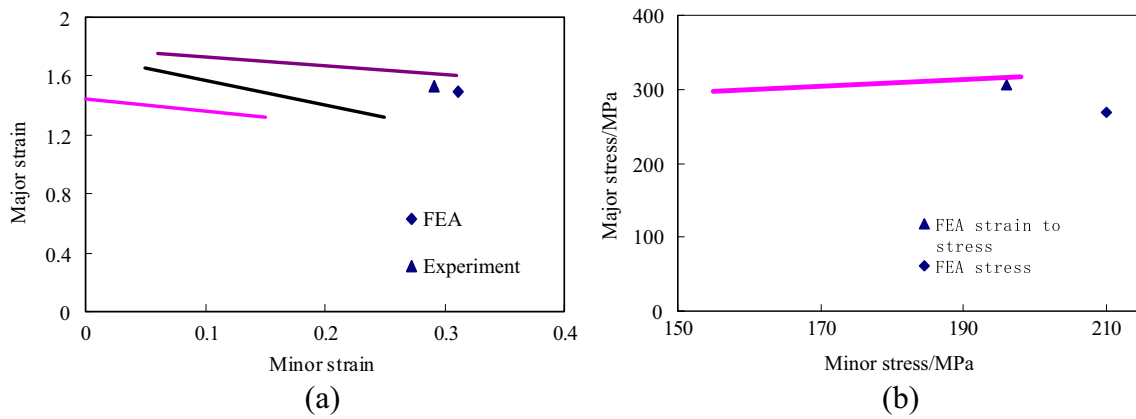 2
1.6
1.2
0.8
0.4
0
Major strain
0
0.1
0.2
0.3
0.4
Minor strain
FEA
Experiment
(a)
400
300
200
100
0
Major stress/MPa
150
170
190
210
Minor stress/MPa
FEA strain to
stress
FEA stress
(b)